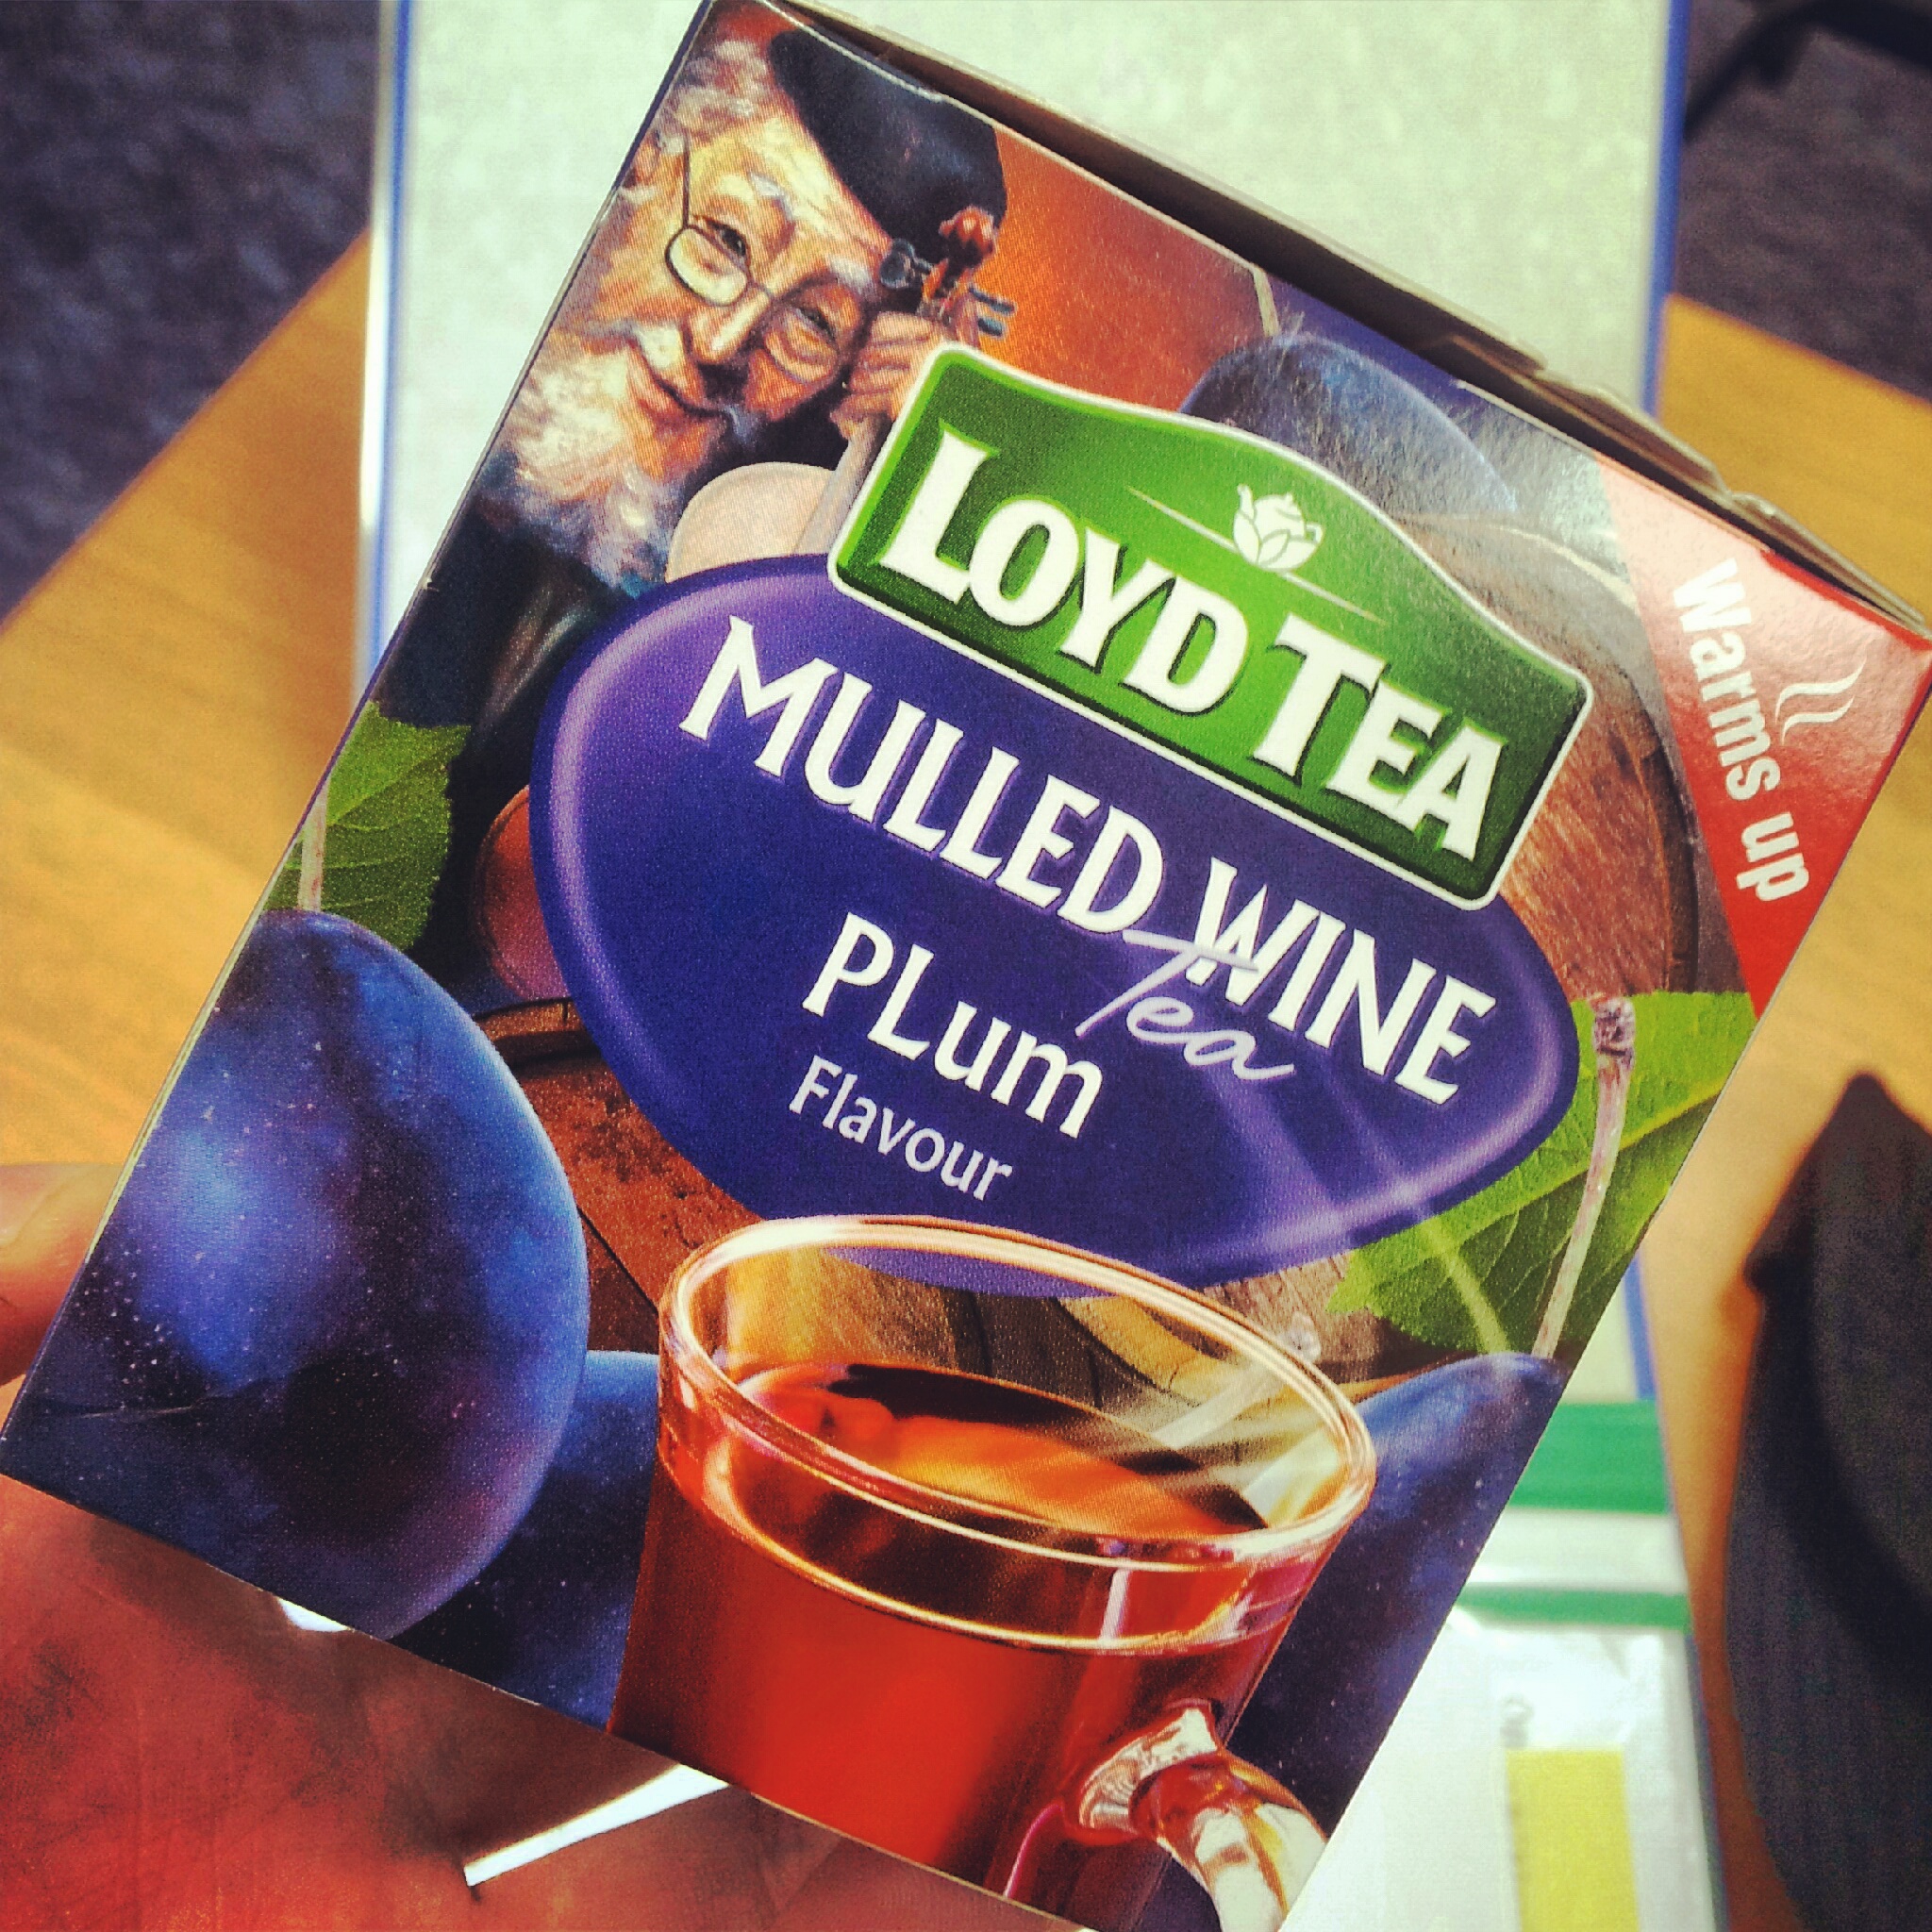 LOYD TEA
MULLED WINE
Tea
PLum
Flavour
Warms up